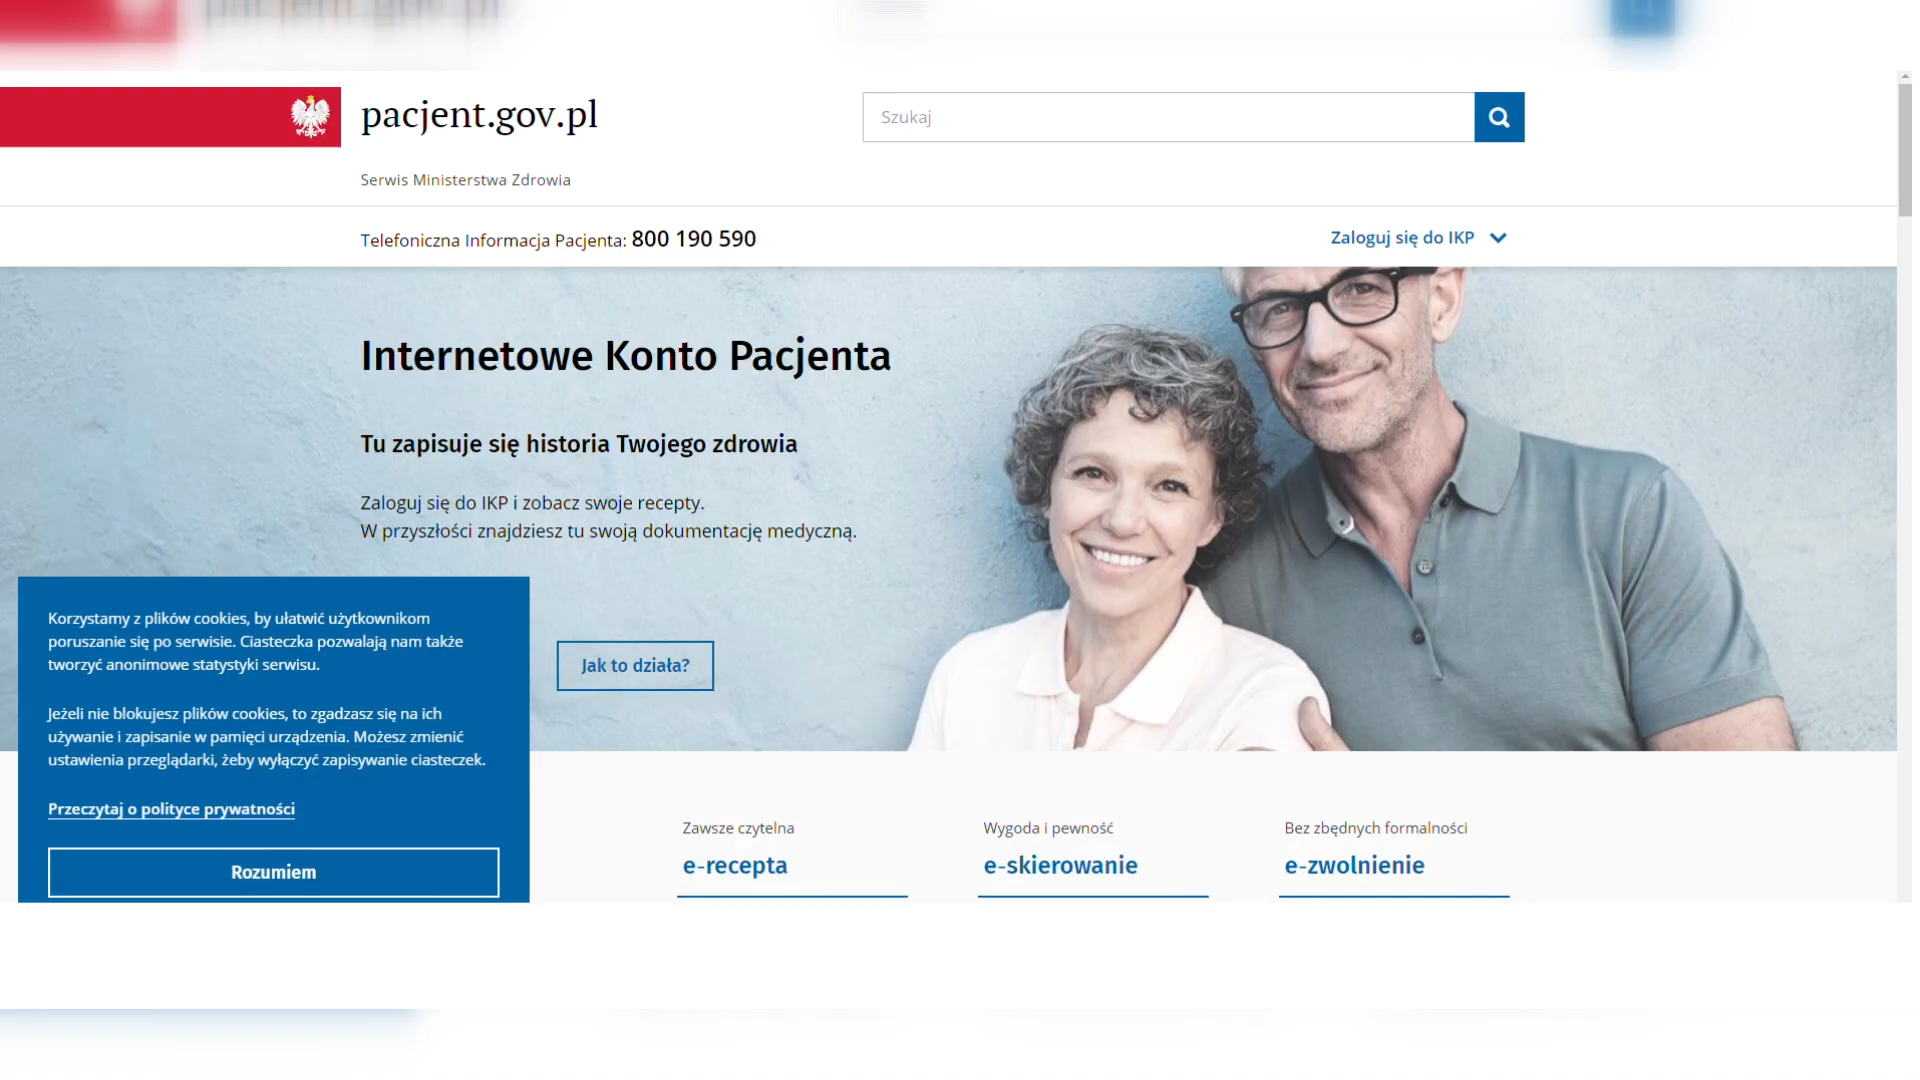 pacjent.gov.pl
Szukaj
Serwis Ministerstwa Zdrowia
Telefoniczna Informacja Pacjenta: 800 190 590
Zaloguj się do IKP
Internetowe Konto Pacjenta
Tu zapisuje się historia Twojego zdrowia
Zaloguj się do IKP i zobacz swoje recepty.
W przyszłości znajdziesz tu swoją dokumentację medyczną.
Jak to działa?
Korzystamy z plików cookies, by ułatwić użytkownikom
poruszanie się po serwisie. Ciasteczka pozwalają nam także
tworzyć anonimowe statystyki serwisu.
Jeżeli nie blokujesz plików cookies, to zgadzasz się na ich
używanie i zapisanie w pamięci urządzenia. Możesz zmienić
ustawienia przeglądarki, żeby wyłączyć zapisywanie ciasteczek.
Przeczytaj o polityce prywatności
Rozumiem
Zawsze czytelna
e-recepta
Wygoda i pewność
e-skierowanie
Bez zbędnych formalności
e-zwolnienie